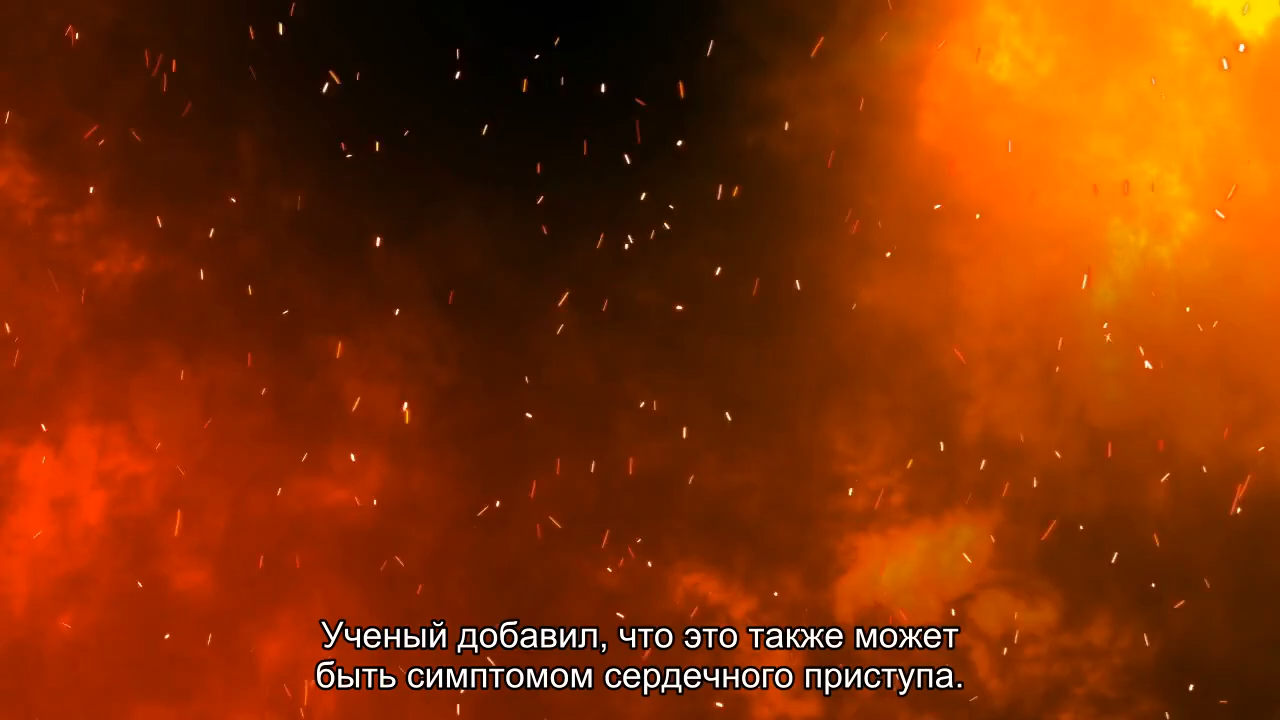 Ученый добавил, что это также может
быть симптомом сердечного приступа.